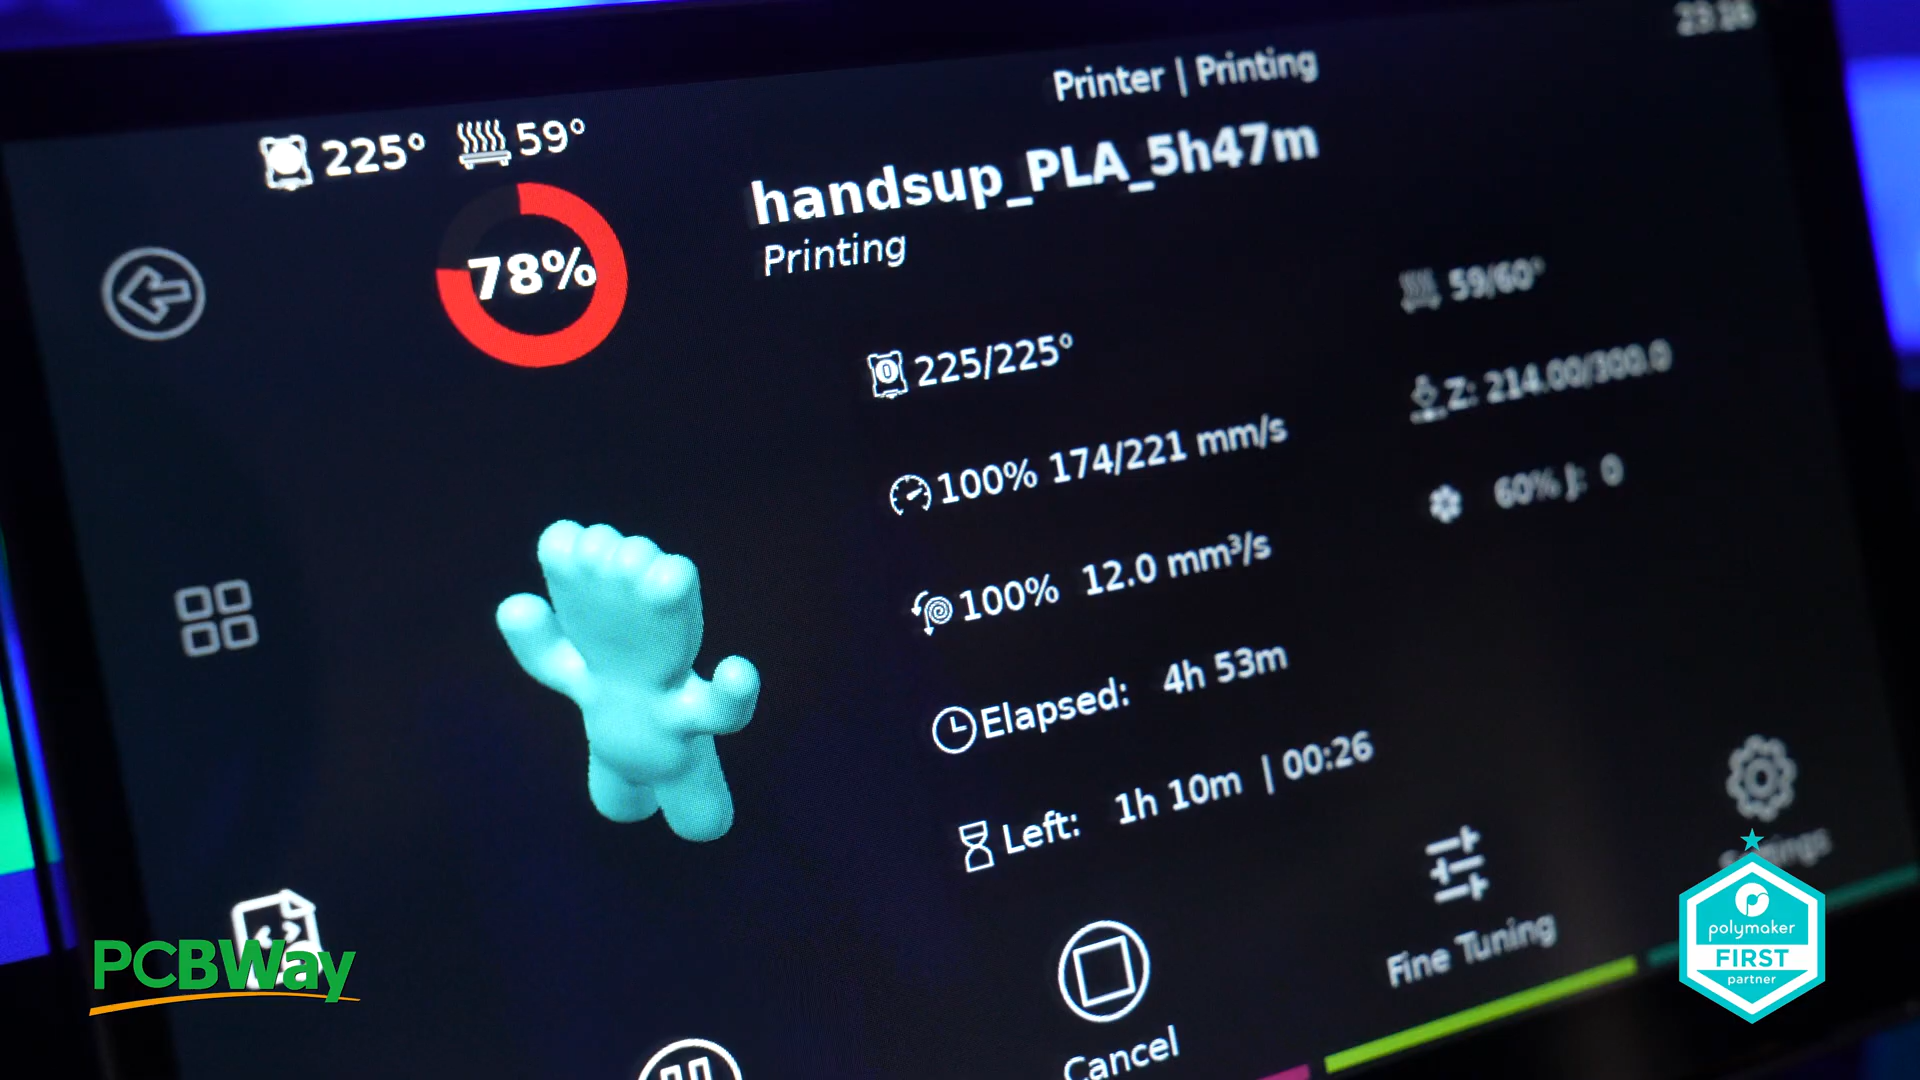 23:16
Printer | Printing
225° 59°
handsup_PLA_5h47m
Printing
78%
225/225°
59/60°
100% 174/221 mm/s
Z: 214.00/300.0
100% 12.0 mm³/s
60% J: 0
Elapsed: 4h 53m
Left: 1h 10m | 00:26
Settings
Fine Tuning
Cancel
PCBWay
polymaker
FIRST
partner